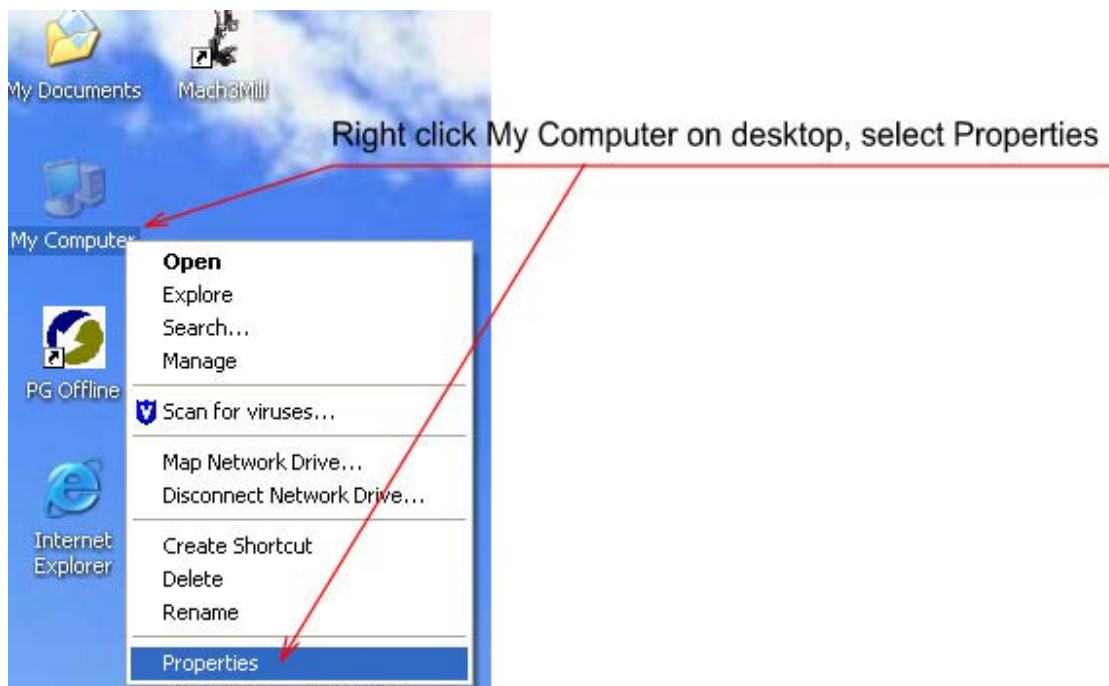 My Documents
Mach3Mill
Right click My Computer on desktop, select Properties
My Computer
Open
Explore
Search...
Manage
PG Offline
Scan for viruses...
Map Network Drive...
Disconnect Network Drive...
Internet
Explorer
Create Shortcut
Delete
Rename
Properties